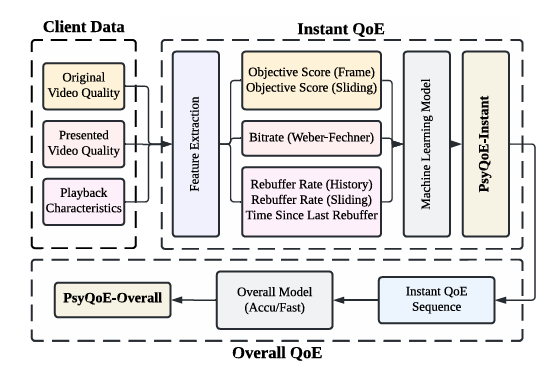 Client Data
Instant QoE
Original
Video Quality
Presented
Video Quality
Playback
Characteristics
Feature Extraction
Objective Score (Frame)
Objective Score (Sliding)
Bitrate (Weber-Fechner)
Rebuffer Rate (History)
Rebuffer Rate (Sliding)
Time Since Last Rebuffer
Machine Learning Model
PsyQoE-Instant
PsyQoE-Overall
Overall Model
(Accu/Fast)
Instant QoE
Sequence
Overall QoE